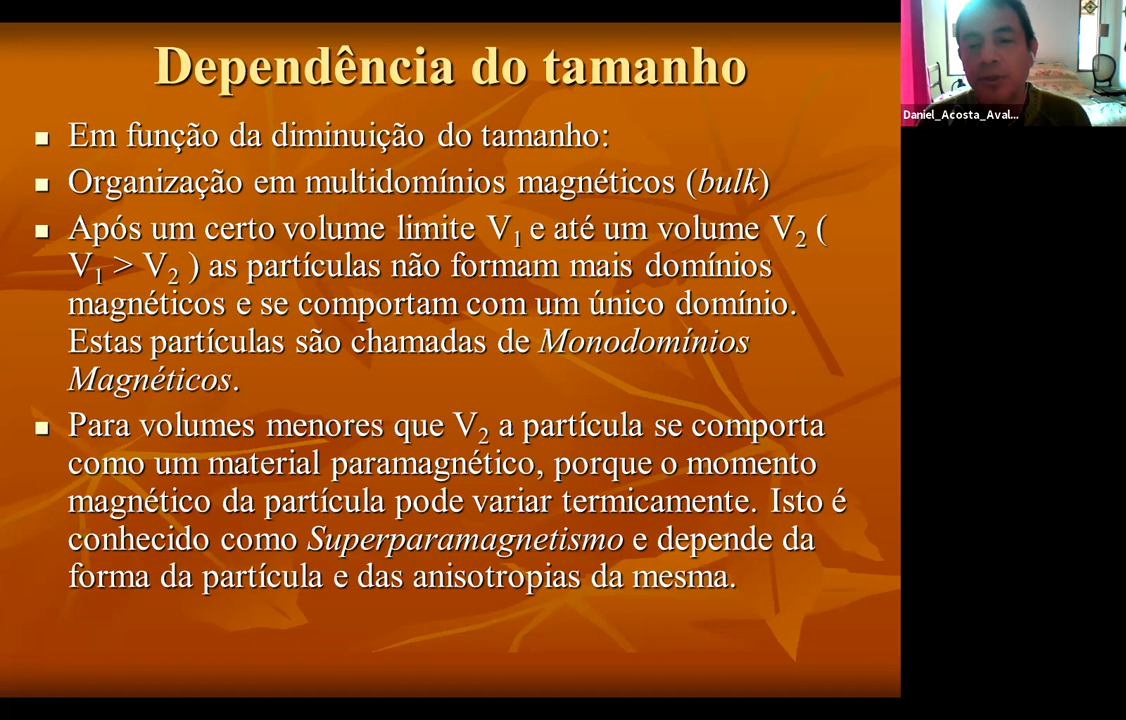 Dependência do tamanho
Em função da diminuição do tamanho:
Organização em multidomínios magnéticos (bulk)
Após um certo volume limite V1 e até um volume V2 (
V1 > V2 ) as partículas não formam mais domínios
magnéticos e se comportam com um único domínio.
Estas partículas são chamadas de Monodomínios
Magnéticos.
Para volumes menores que V2 a partícula se comporta
como um material paramagnético, porque o momento
magnético da partícula pode variar termicamente. Isto é
conhecido como Superparamagnetismo e depende da
forma da partícula e das anisotropias da mesma.
Daniel_Acosta_Aval...